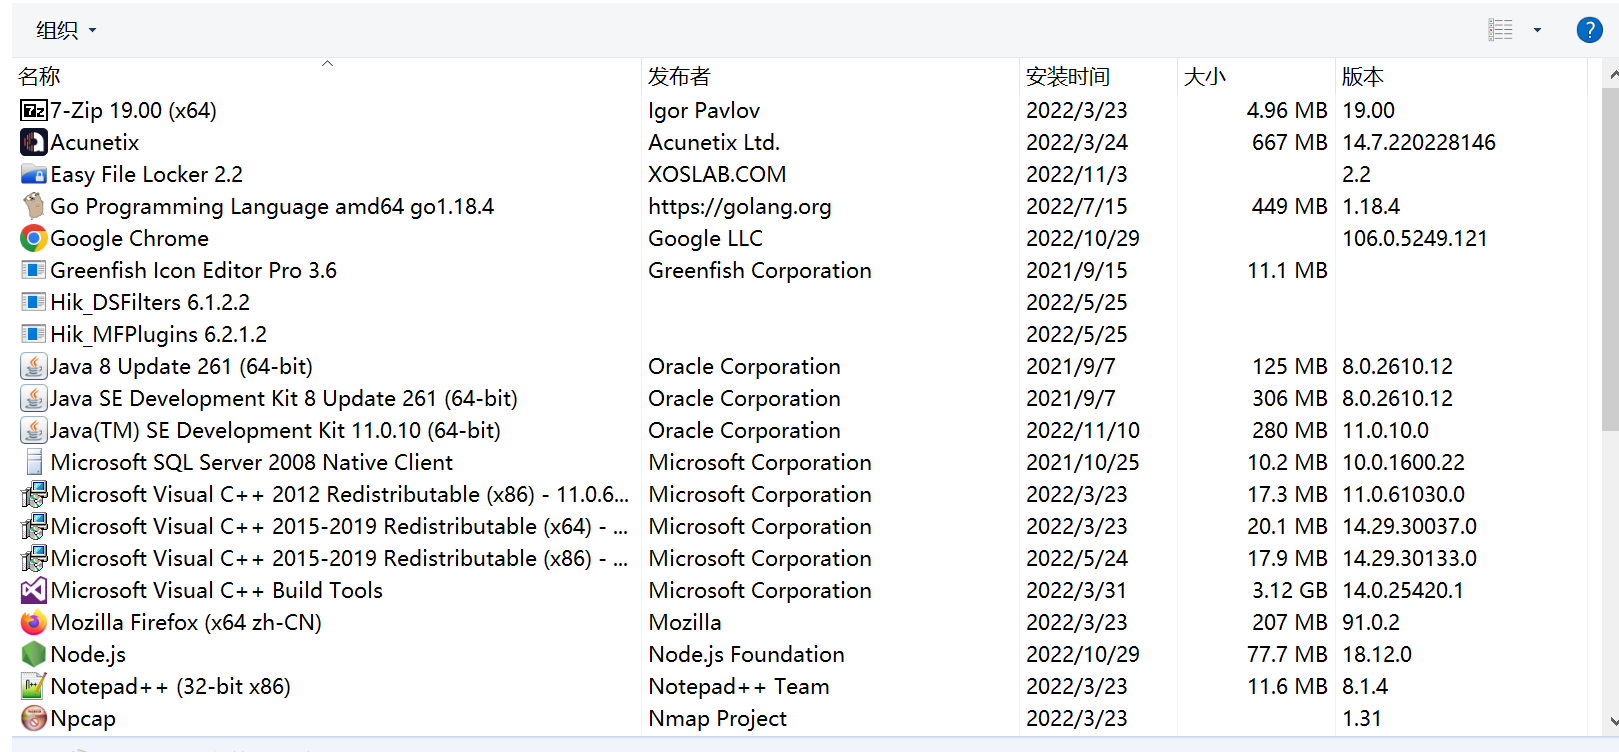 组织
名称 发布者 安装时间 大小 版本
7-Zip 19.00 (x64) Igor Pavlov 2022/3/23 4.96 MB 19.00
Acunetix Acunetix Ltd. 2022/3/24 667 MB 14.7.220228146
Easy File Locker 2.2 XOSLAB.COM 2022/11/3 2.2
Go Programming Language amd64 go1.18.4 https://golang.org 2022/7/15 449 MB 1.18.4
Google Chrome Google LLC 2022/10/29 106.0.5249.121
Greenfish Icon Editor Pro 3.6 Greenfish Corporation 2021/9/15 11.1 MB
Hik_DSFilters 6.1.2.2 2022/5/25
Hik_MFPlugins 6.2.1.2 2022/5/25
Java 8 Update 261 (64-bit) Oracle Corporation 2021/9/7 125 MB 8.0.2610.12
Java SE Development Kit 8 Update 261 (64-bit) Oracle Corporation 2021/9/7 306 MB 8.0.2610.12
Java(TM) SE Development Kit 11.0.10 (64-bit) Oracle Corporation 2022/11/10 280 MB 11.0.10.0
Microsoft SQL Server 2008 Native Client Microsoft Corporation 2021/10/25 10.2 MB 10.0.1600.22
Microsoft Visual C++ 2012 Redistributable (x86) - 11.0.6... Microsoft Corporation 2022/3/23 17.3 MB 11.0.61030.0
Microsoft Visual C++ 2015-2019 Redistributable (x64) - ... Microsoft Corporation 2022/3/23 20.1 MB 14.29.30037.0
Microsoft Visual C++ 2015-2019 Redistributable (x86) - ... Microsoft Corporation 2022/5/24 17.9 MB 14.29.30133.0
Microsoft Visual C++ Build Tools Microsoft Corporation 2022/3/31 3.12 GB 14.0.25420.1
Mozilla Firefox (x64 zh-CN) Mozilla 2022/3/23 207 MB 91.0.2
Node.js Node.js Foundation 2022/10/29 77.7 MB 18.12.0
Notepad++ (32-bit x86) Notepad++ Team 2022/3/23 11.6 MB 8.1.4
Npcap Nmap Project 2022/3/23 1.31